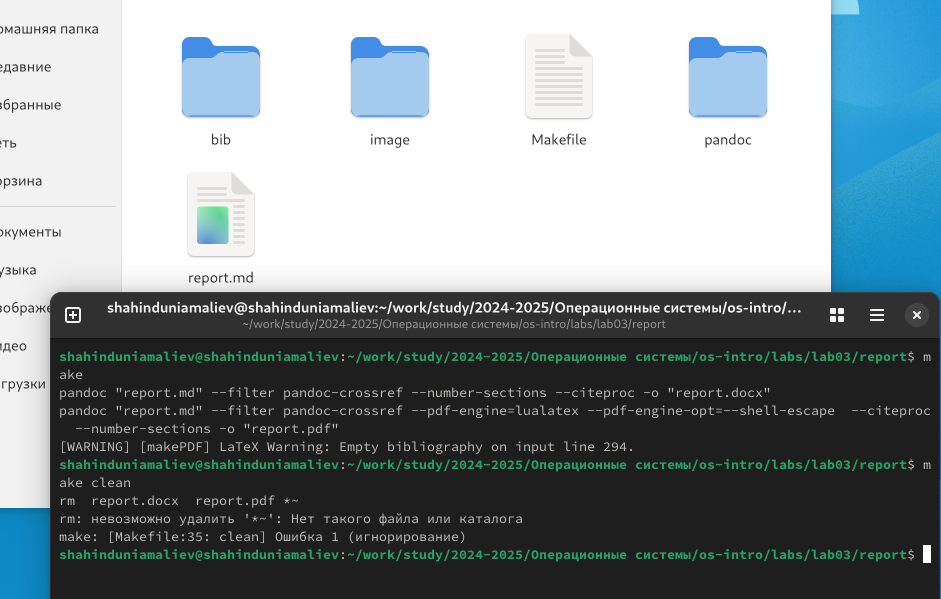 омашняя папка
едавние
збранные
еть
орзина
окументы
узыка
зображе
идео
грузки
bib
image
Makefile
pandoc
report.md
shahinduniamaliev@shahinduniamaliev:~/work/study/2024-2025/Операционные системы/os-intro/...
~/work/study/2024-2025/Операционные системы/os-intro/labs/lab03/report
shahinduniamaliev@shahinduniamaliev:~/work/study/2024-2025/Операционные системы/os-intro/labs/lab03/report$ m
ake
pandoc "report.md" --filter pandoc-crossref --number-sections --citeproc -o "report.docx"
pandoc "report.md" --filter pandoc-crossref --pdf-engine=lualatex --pdf-engine-opt=--shell-escape  --citeproc
  --number-sections -o "report.pdf"
[WARNING] [makePDF] LaTeX Warning: Empty bibliography on input line 294.
shahinduniamaliev@shahinduniamaliev:~/work/study/2024-2025/Операционные системы/os-intro/labs/lab03/report$ m
ake clean
rm  report.docx  report.pdf *~
rm: невозможно удалить '*~': Нет такого файла или каталога
make: [Makefile:35: clean] Ошибка 1 (игнорирование)
shahinduniamaliev@shahinduniamaliev:~/work/study/2024-2025/Операционные системы/os-intro/labs/lab03/report$